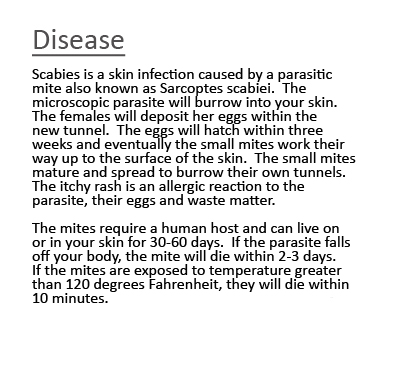 Disease
Scabies is a skin infection caused by a parasitic
mite also known as Sarcoptes scabiei.  The
microscopic parasite will burrow into your skin.
The females will deposit her eggs within the
new tunnel.  The eggs will hatch within three
weeks and eventually the small mites work their
way up to the surface of the skin.  The small mites
mature and spread to burrow their own tunnels.
The itchy rash is an allergic reaction to the
parasite, their eggs and waste matter.
The mites require a human host and can live on
or in your skin for 30-60 days.  If the parasite falls
off your body, the mite will die within 2-3 days.
If the mites are exposed to temperature greater
than 120 degrees Fahrenheit, they will die within
10 minutes.